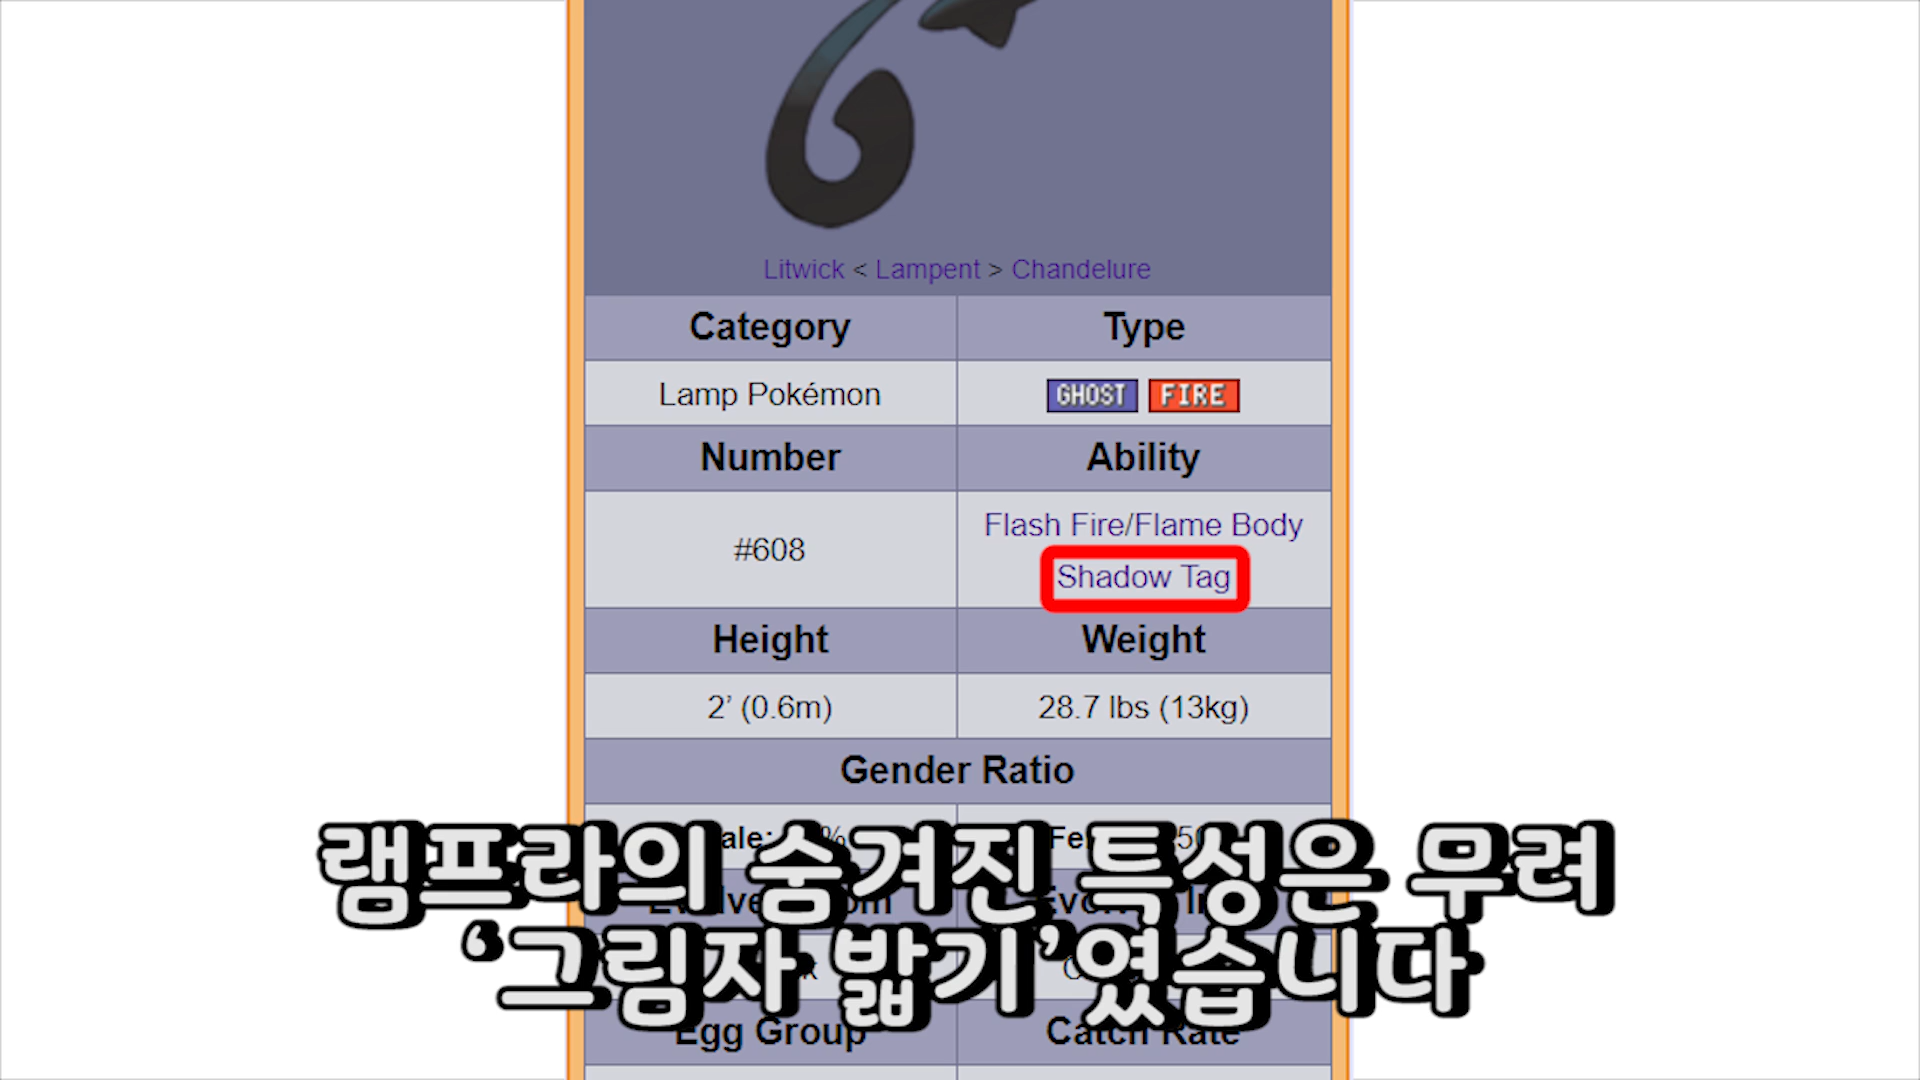 Litwick < Lampent > Chandelure
Category Type
Lamp Pokémon GHOST FIRE
Number Ability
#608 Flash Fire/Flame Body
Shadow Tag
Height Weight
2’ (0.6m) 28.7 lbs (13kg)
Gender Ratio
램프라의 숨겨진 특성은 무려
‘그림자 밟기’였습니다
Egg Group Catch Rate